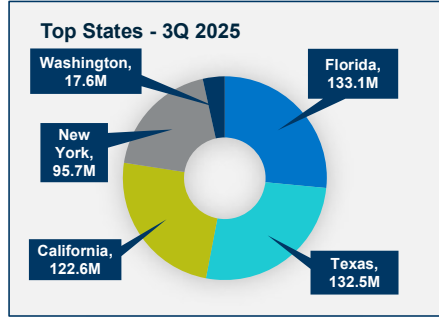 Top States - 3Q 2025
Washington,
17.6M
Florida,
133.1M
New
York,
95.7M
California,
122.6M
Texas,
132.5M